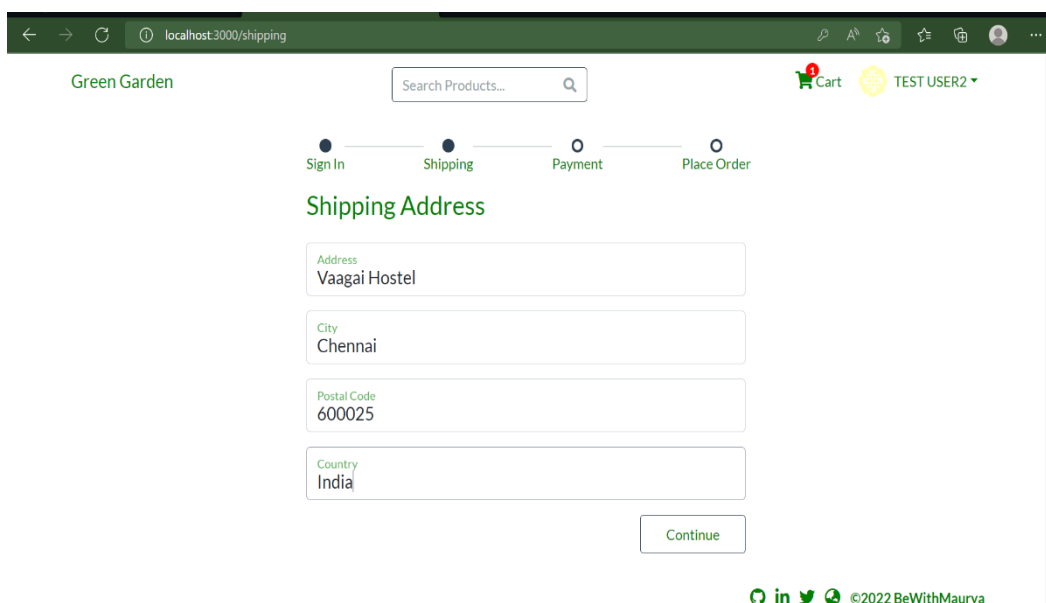 localhost:3000/shipping
Green Garden
Search Products...
1
Cart
TEST USER2
Sign In
Shipping
Payment
Place Order
Shipping Address
Address
Vaagai Hostel
City
Chennai
Postal Code
600025
Country
India
Continue
©2022 BeWithMaurya